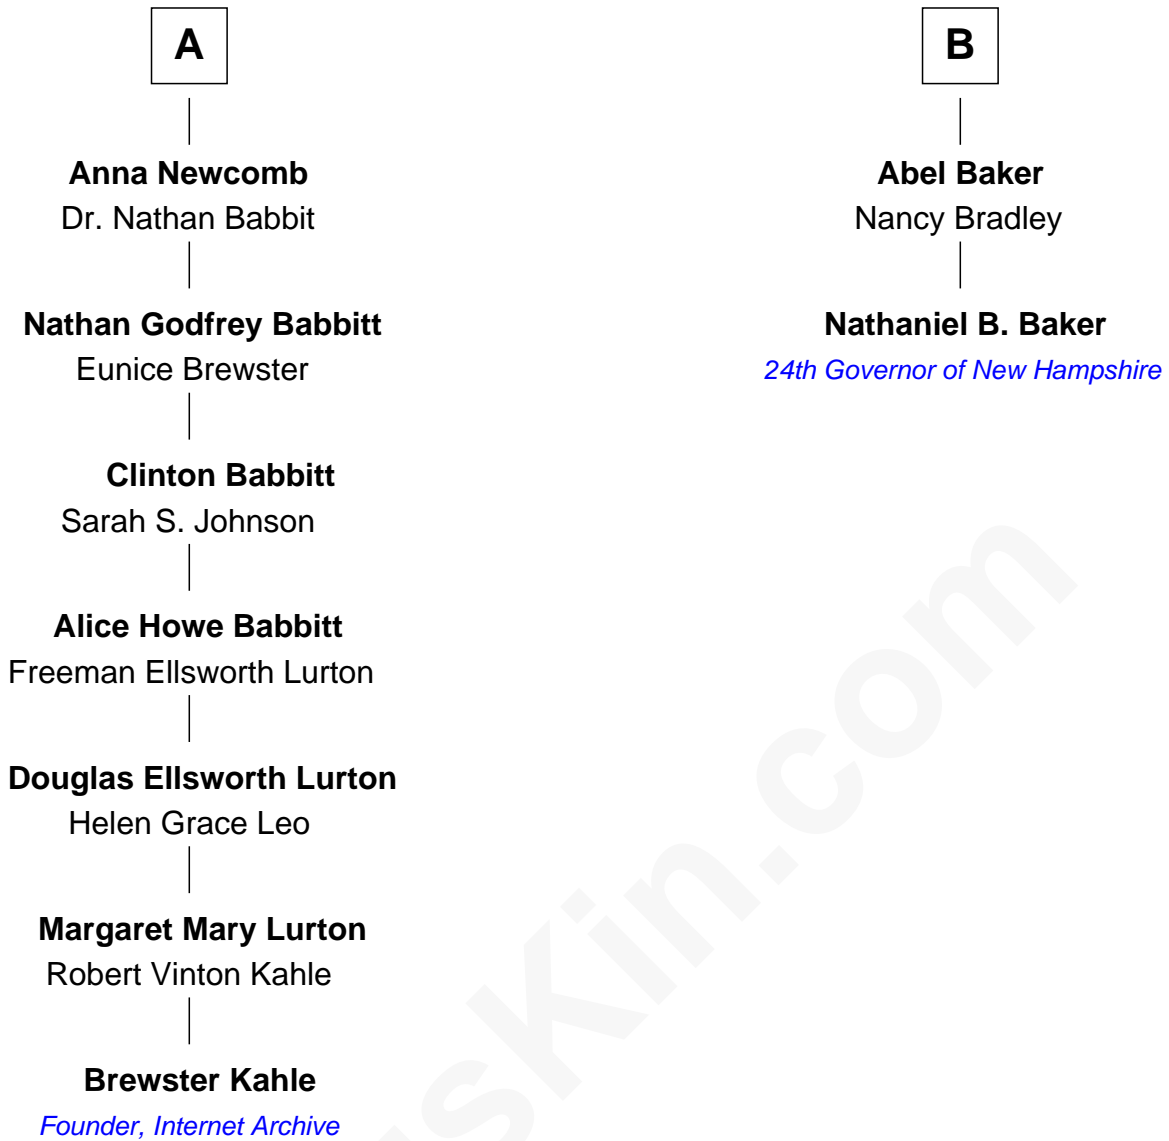 A
Anna Newcomb
Dr. Nathan Babbit
Nathan Godfrey Babbitt
Eunice Brewster
Clinton Babbitt
Sarah S. Johnson
Alice Howe Babbitt
Freeman Ellsworth Lurton
Douglas Ellsworth Lurton
Helen Grace Leo
Margaret Mary Lurton
Robert Vinton Kahle
Brewster Kahle
Founder, Internet Archive
B
Abel Baker
Nancy Bradley
Nathaniel B. Baker
24th Governor of New Hampshire